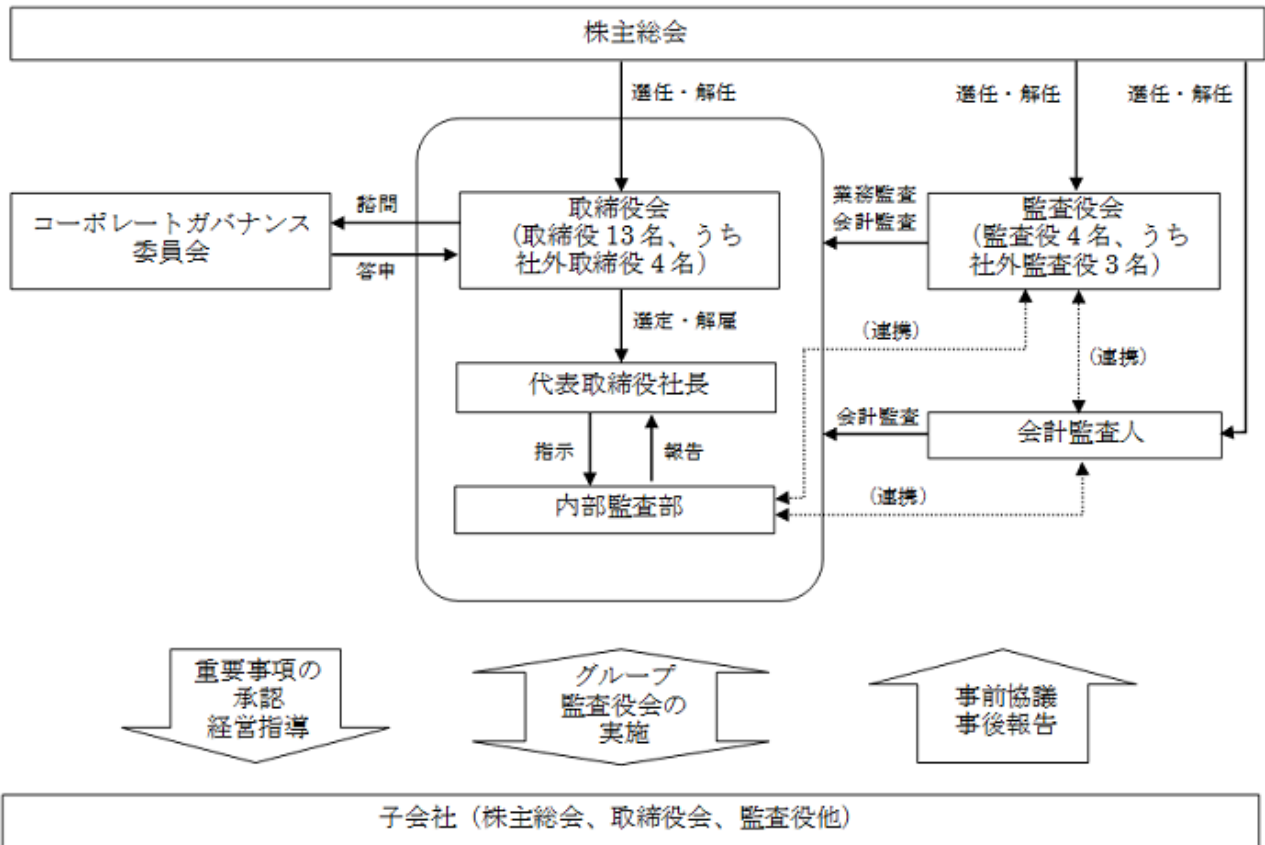 株主総会
選任・解任
選任・解任
選任・解任
コーポレートガバナンス
委員会
諮問
答申
取締役会
(取締役 13 名、うち
社外取締役 4 名)
業務監査
会計監査
監査役会
(監査役 4 名、うち
社外監査役 3 名)
選定・解雇
(連携)
(連携)
代表取締役社長
会計監査
会計監査人
指示
報告
内部監査部
(連携)
重要事項の
承認
経営指導
グループ
監査役会の
実施
事前協議
事後報告
子会社(株主総会、取締役会、監査役他)